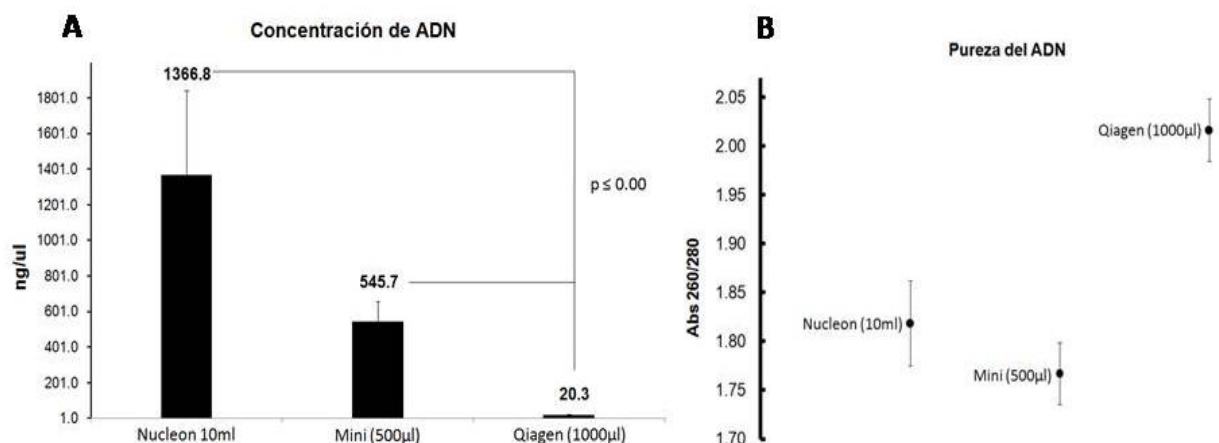 A
Concentración de ADN
1366.8
1801.0
1601.0
1401.0
1201.0
1001.0
801.0
601.0
401.0
201.0
1.0
ng/ul
545.7
20.3
p ≤ 0.00
Nucleon 10ml
Mini (500µl)
Qiagen (1000µl)
B
Pureza del ADN
2.05
2.00
1.95
1.90
1.85
1.80
1.75
1.70
Abs 260/280
Qiagen (1000µl)
Nucleon (10ml)
Mini (500µl)